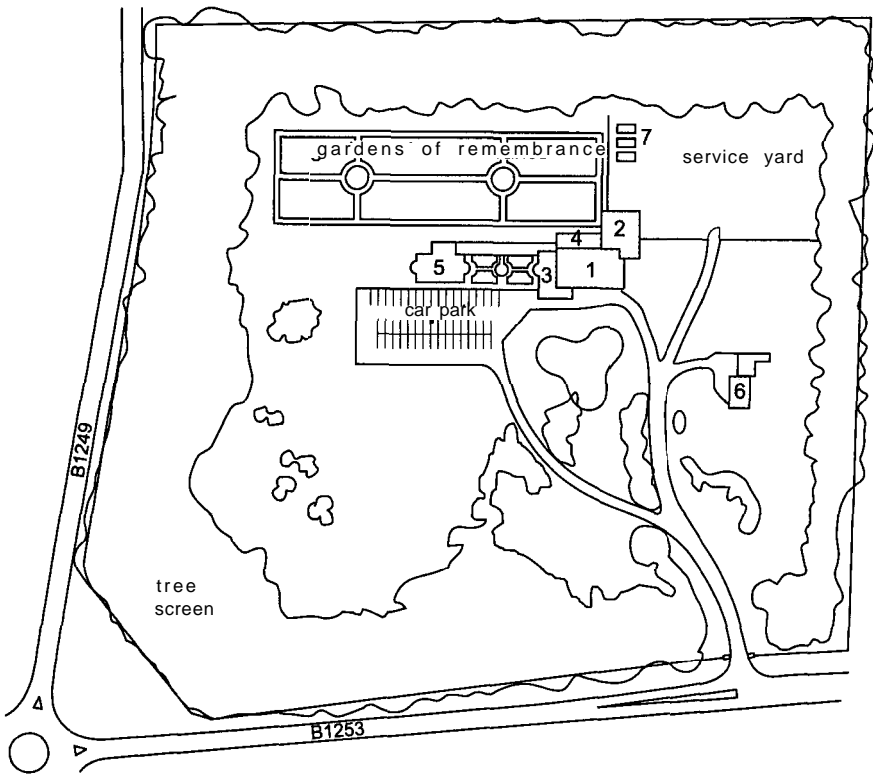 gardens of remembrance
7
service yard
2
4
5
3
1
car park
6
B1249
tree
screen
B1253